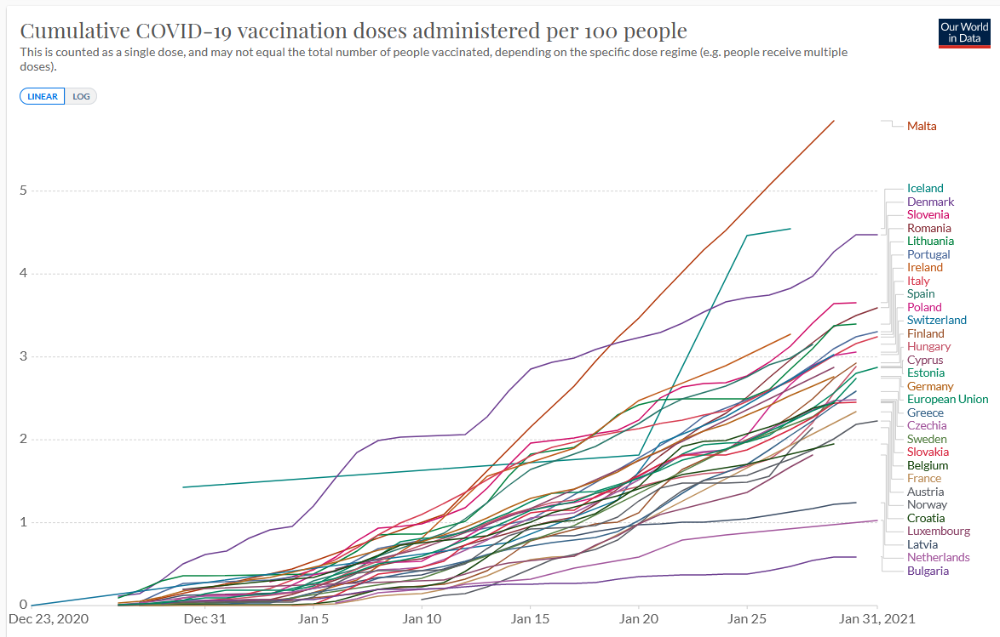 Cumulative COVID-19 vaccination doses administered per 100 people
Our World
in Data
This is counted as a single dose, and may not equal the total number of people vaccinated, depending on the specific dose regime (e.g. people receive multiple
doses).
LINEAR LOG
Malta
5
Iceland
Denmark
Slovenia
Romania
Lithuania
Portugal
Ireland
4
Italy
Spain
Poland
Switzerland
Finland
Hungary
3
Cyprus
Estonia
Germany
European Union
Greece
Czechia
2
Sweden
Slovakia
Belgium
France
Austria
Norway
1
Croatia
Luxembourg
Latvia
Netherlands
Bulgaria
0
Dec 23, 2020 Dec 31 Jan 5 Jan 10 Jan 15 Jan 20 Jan 25 Jan 31, 2021